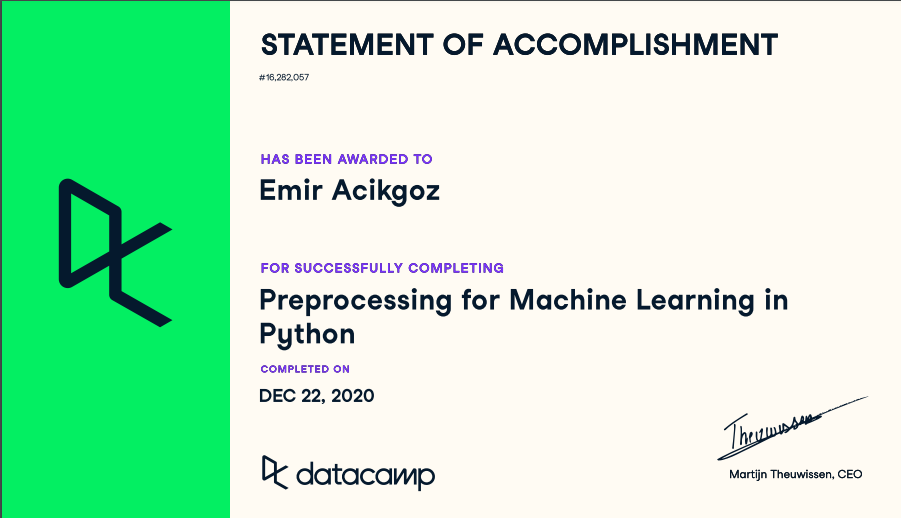 STATEMENT OF ACCOMPLISHMENT
#16,282,057
HAS BEEN AWARDED TO
Emir Acikgoz
FOR SUCCESSFULLY COMPLETING
Preprocessing for Machine Learning in
Python
COMPLETED ON
DEC 22, 2020
Theuwissen
datacamp
Martijn Theuwissen, CEO